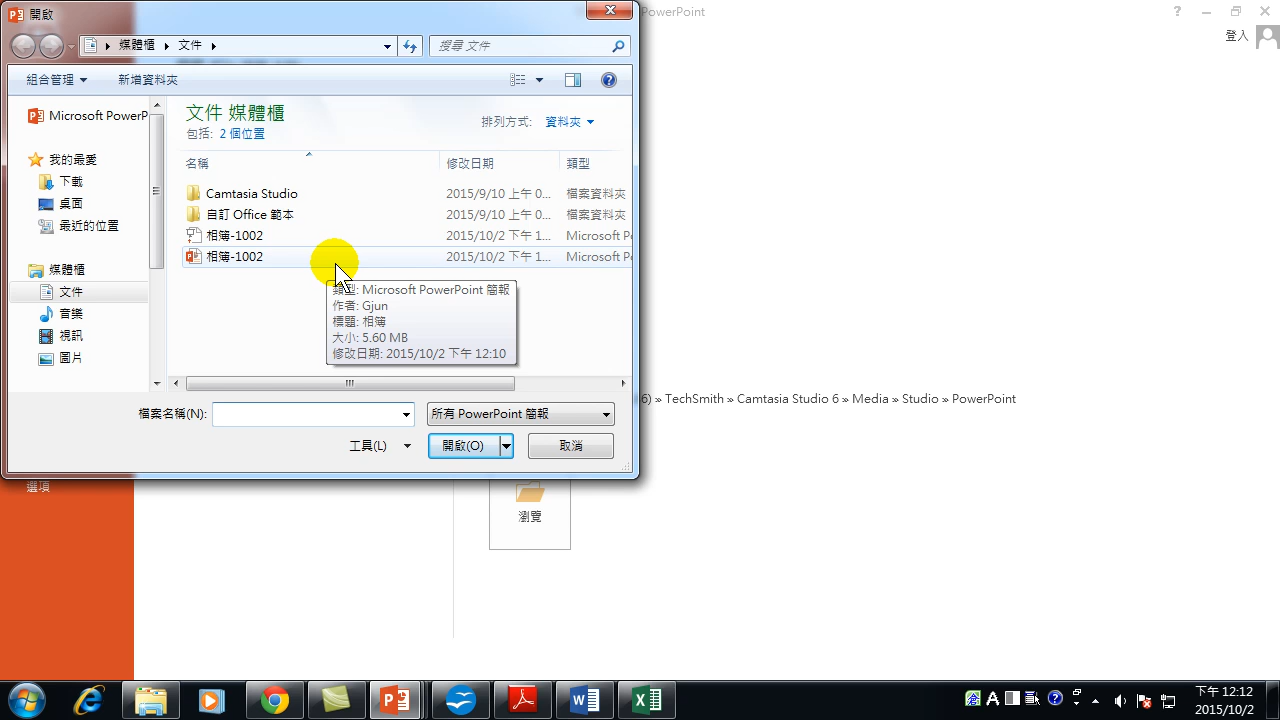 開啟
PowerPoint
登入
媒體櫃 文件
搜尋 文件
組合管理 新增資料夾
Microsoft PowerP
我的最愛
下載
桌面
最近的位置
媒體櫃
文件
音樂
視訊
圖片
文件 媒體櫃
包括: 2 個位置
排列方式: 資料夾
名稱 修改日期 類型
Camtasia Studio 2015/9/10 上午 0... 檔案資料夾
自訂 Office 範本 2015/9/10 上午 0... 檔案資料夾
相簿-1002 2015/10/2 下午 1... Microsoft P
相簿-1002 2015/10/2 下午 1... Microsoft P
類型: Microsoft PowerPoint 簡報
作者: Gjun
標題: 相簿
大小: 5.60 MB
修改日期: 2015/10/2 下午 12:10
檔案名稱(N): 所有 PowerPoint 簡報
工具(L) 開啟(O) 取消
6) » TechSmith » Camtasia Studio 6 » Media » Studio » PowerPoint
選項
瀏覽
下午 12:12
2015/10/2